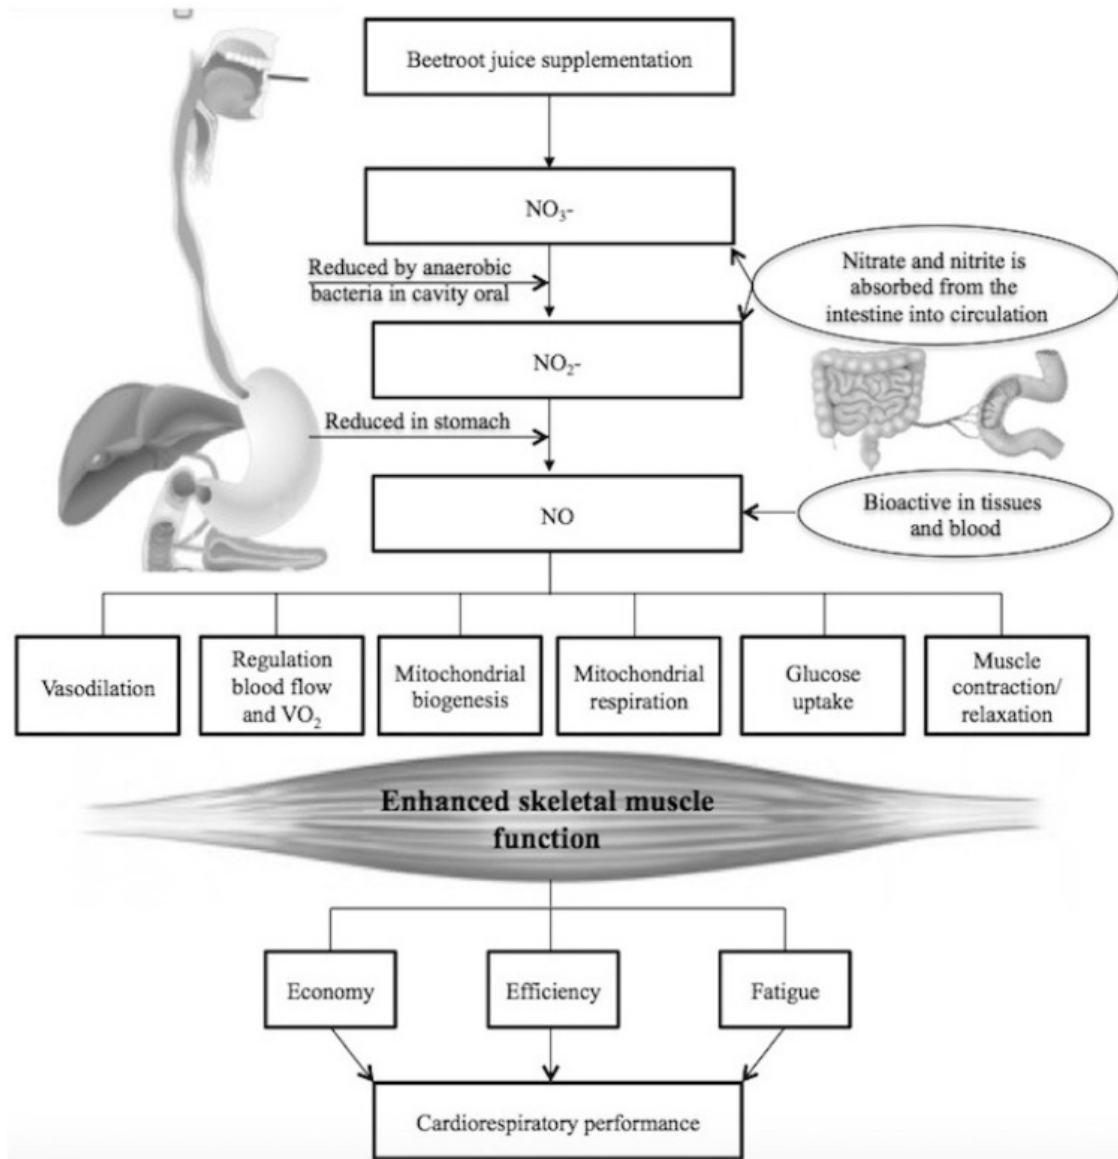 Beetroot juice supplementation
NO₃-
Reduced by anaerobic
bacteria in cavity oral
Nitrate and nitrite is
absorbed from the
intestine into circulation
NO₂-
Reduced in stomach
NO
Bioactive in tissues
and blood
Vasodilation
Regulation
blood flow
and VO₂
Mitochondrial
biogenesis
Mitochondrial
respiration
Glucose
uptake
Muscle
contraction/
relaxation
Enhanced skeletal muscle
function
Economy
Efficiency
Fatigue
Cardiorespiratory performance